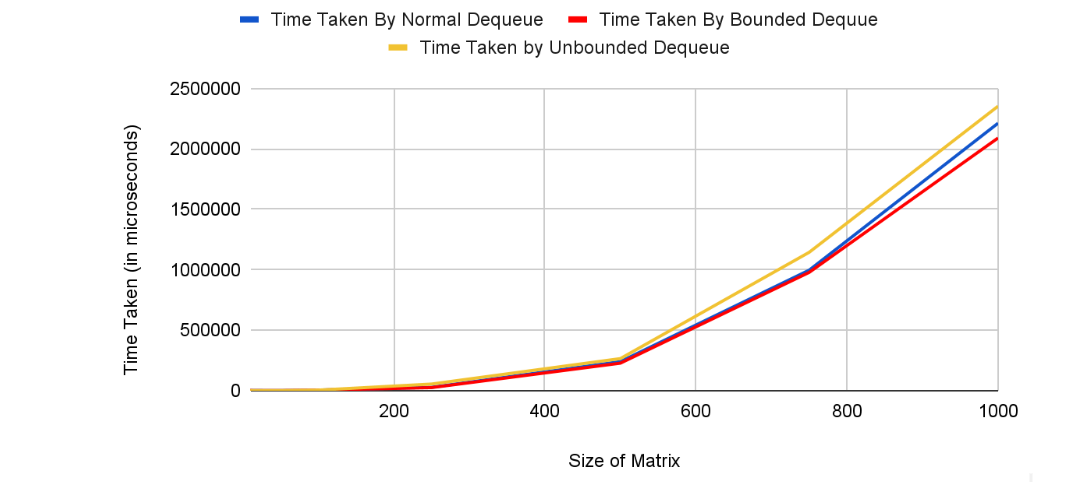 Time Taken By Normal Dequeue Time Taken By Bounded Dequue
Time Taken by Unbounded Dequeue
2500000
2000000
1500000
1000000
500000
0
Time Taken (in microseconds)
200 400 600 800 1000
Size of Matrix